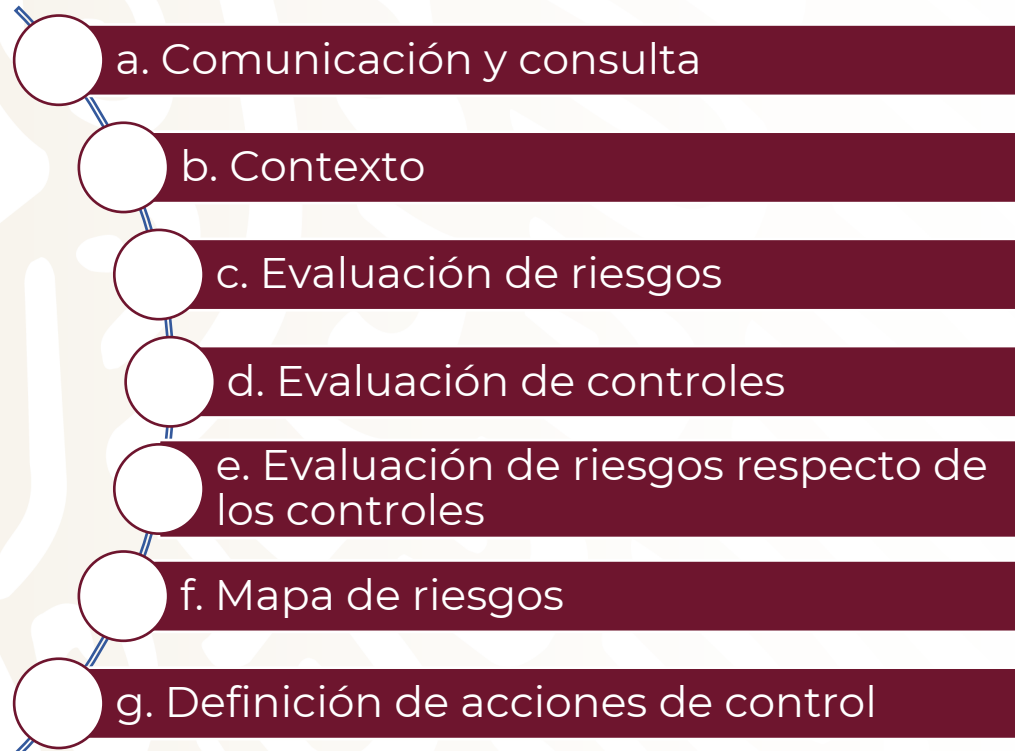 a. Comunicación y consulta
b. Contexto
c. Evaluación de riesgos
d. Evaluación de controles
e. Evaluación de riesgos respecto de
los controles
f. Mapa de riesgos
g. Definición de acciones de control